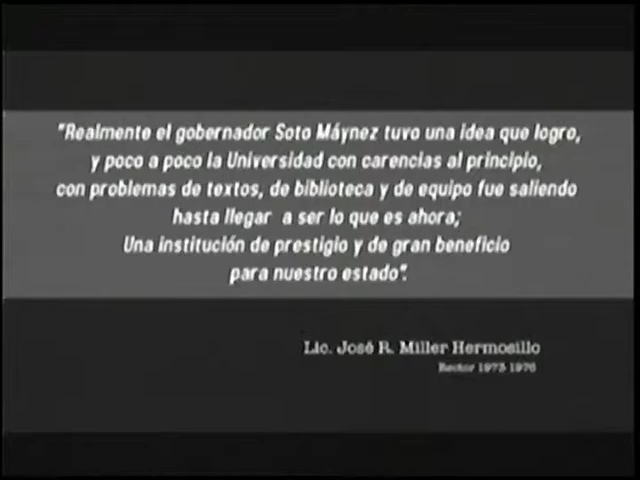 "Realmente el gobernador Soto Máynez tuvo una idea que logro,
y poco a poco la Universidad con carencias al principio,
con problemas de textos, de biblioteca y de equipo fue saliendo
hasta llegar a ser lo que es ahora;
Una institución de prestigio y de gran beneficio
para nuestro estado".
Lic. José R. Miller Hermosillo
Rector 1973 1976